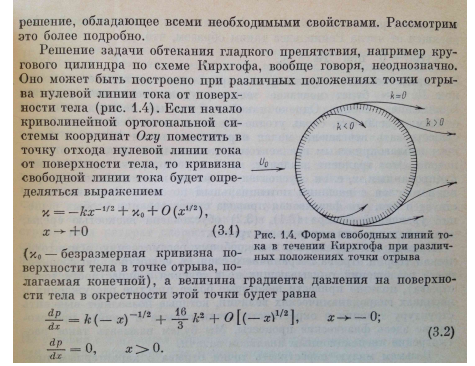 решение, обладающее всеми необходимыми свойствами. Рассмотрим
это более подробно.
Решение задачи обтекания гладкого препятствия, например кру-
гового цилиндра по схеме Кирхгофа, вообще говоря, неоднозначно.
Оно может быть построено при различных положениях точки отры-
ва нулевой линии тока от поверх-
ности тела (рис. 1.4). Если начало
криволинейной ортогональной си-
стемы координат Oxy поместить в
точку отхода нулевой линии тока
от поверхности тела, то кривизна
свободной линии тока будет опре-
деляться выражением
ϰ = −kx^{−1/2} + ϰ₀ + O(x^{1/2}),
x → +0 (3.1)
(ϰ₀ — безразмерная кривизна по-
верхности тела в точке отрыва, по-
k=0
k<0
k>0
U₀
Рис. 1.4. Форма свободных линий то-
ка в течении Кирхгофа при различ-
ных положениях точки отрыва
лагаемая конечной), а величина градиента давления на поверхно-
сти тела в окрестности этой точки будет равна
dp/dx = k(−x)^{−1/2} + 16/3 k² + O[(−x)^{1/2}], x → −0;
(3.2)
dp/dx = 0, x > 0.